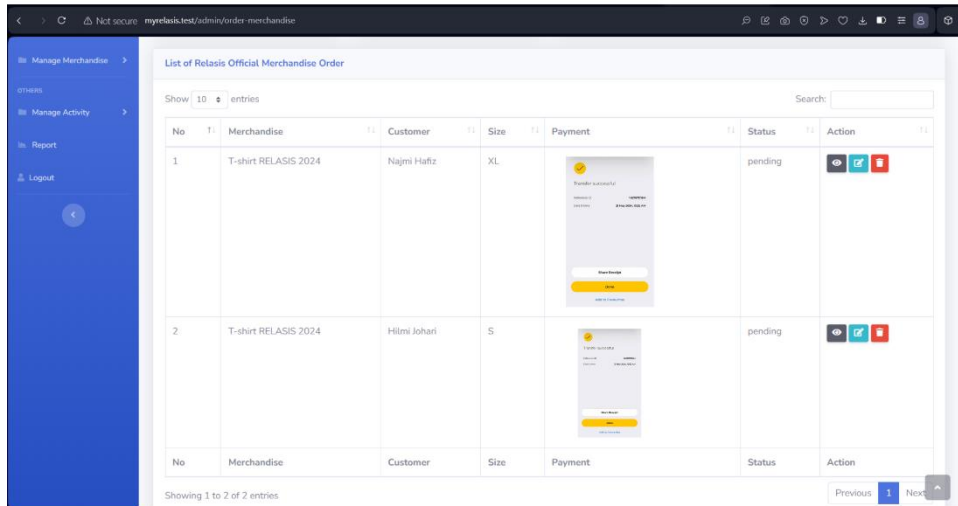 Not secure myrelasis.test/admin/order-merchandise
Manage Merchandise
OTHERS
Manage Activity
Report
Logout
List of Relasis Official Merchandise Order
Show 10 entries
Search:
No Merchandise Customer Size Payment Status Action
1 T-shirt RELASIS 2024 Najmi Hafiz XL pending
Transfer successful
Share Receipt
2 T-shirt RELASIS 2024 Hilmi Johari S pending
No Merchandise Customer Size Payment Status Action
Showing 1 to 2 of 2 entries
Previous 1 Next